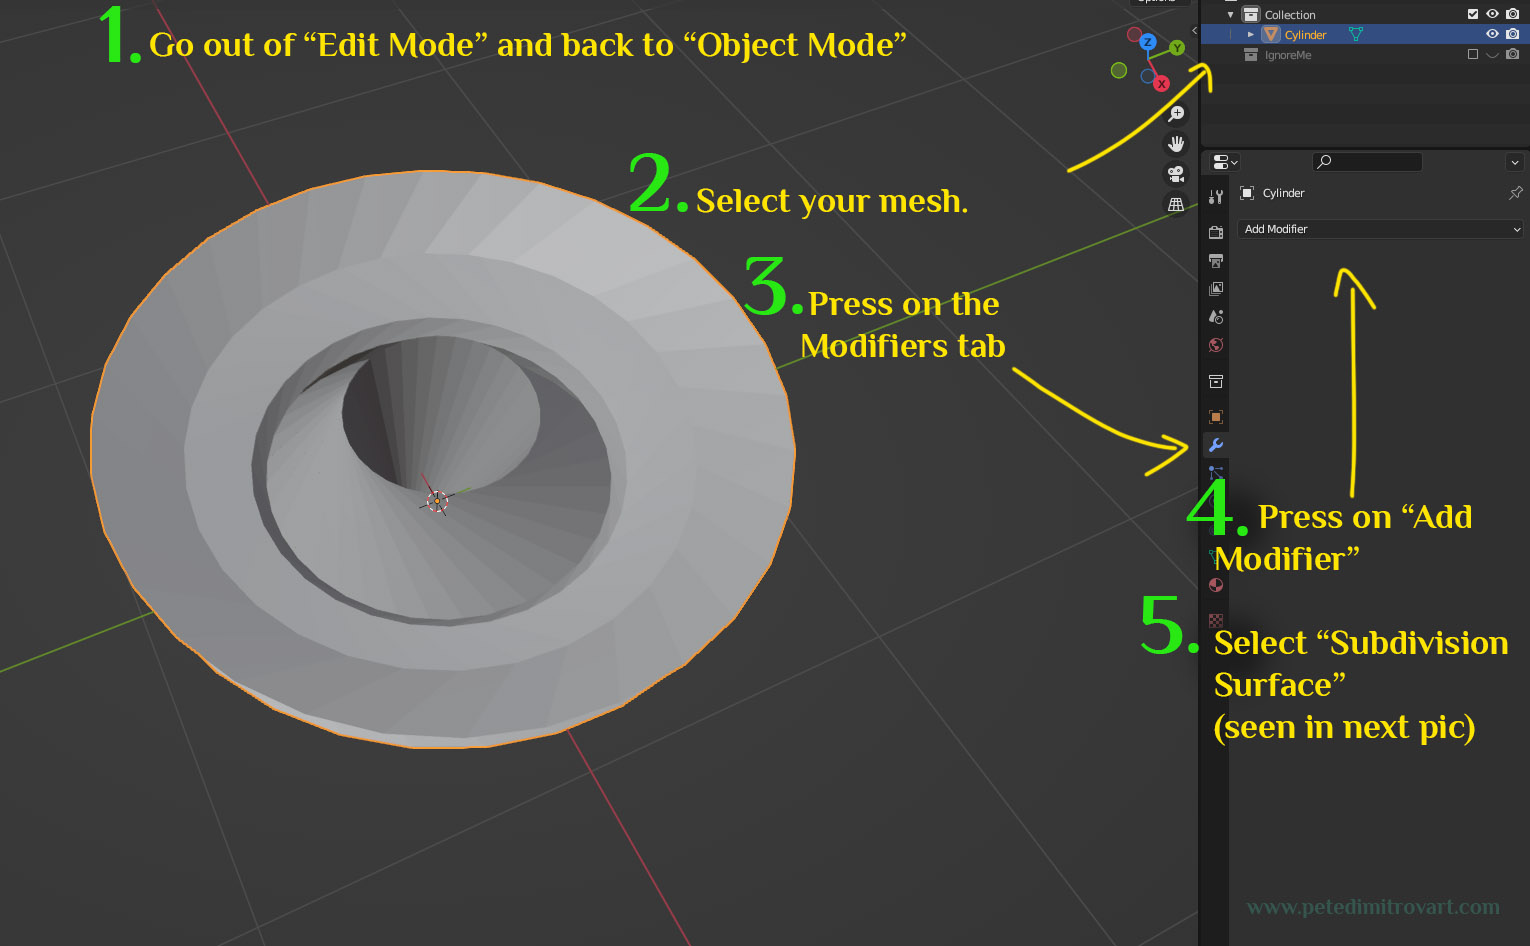 Options
1. Go out of “Edit Mode” and back to “Object Mode”
Collection
Cylinder
IgnoreMe
Z
Y
X
2. Select your mesh.
Cylinder
Add Modifier
3. Press on the
Modifiers tab
4. Press on “Add
Modifier”
5. Select “Subdivision
Surface”
(seen in next pic)
www.petedimitrovart.com